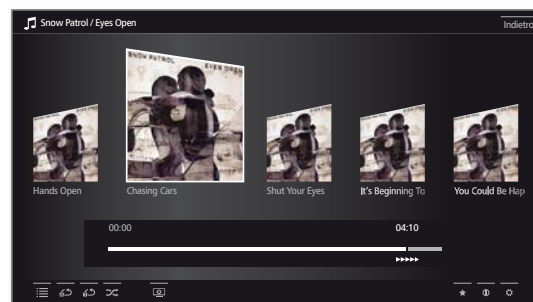 Snow Patrol / Eyes Open
Indietro
SNOW PATROL EYES OPEN
Hands Open
Chasing Cars
Shut Your Eyes
It's Beginning To
You Could Be Hap
00:00
04:10